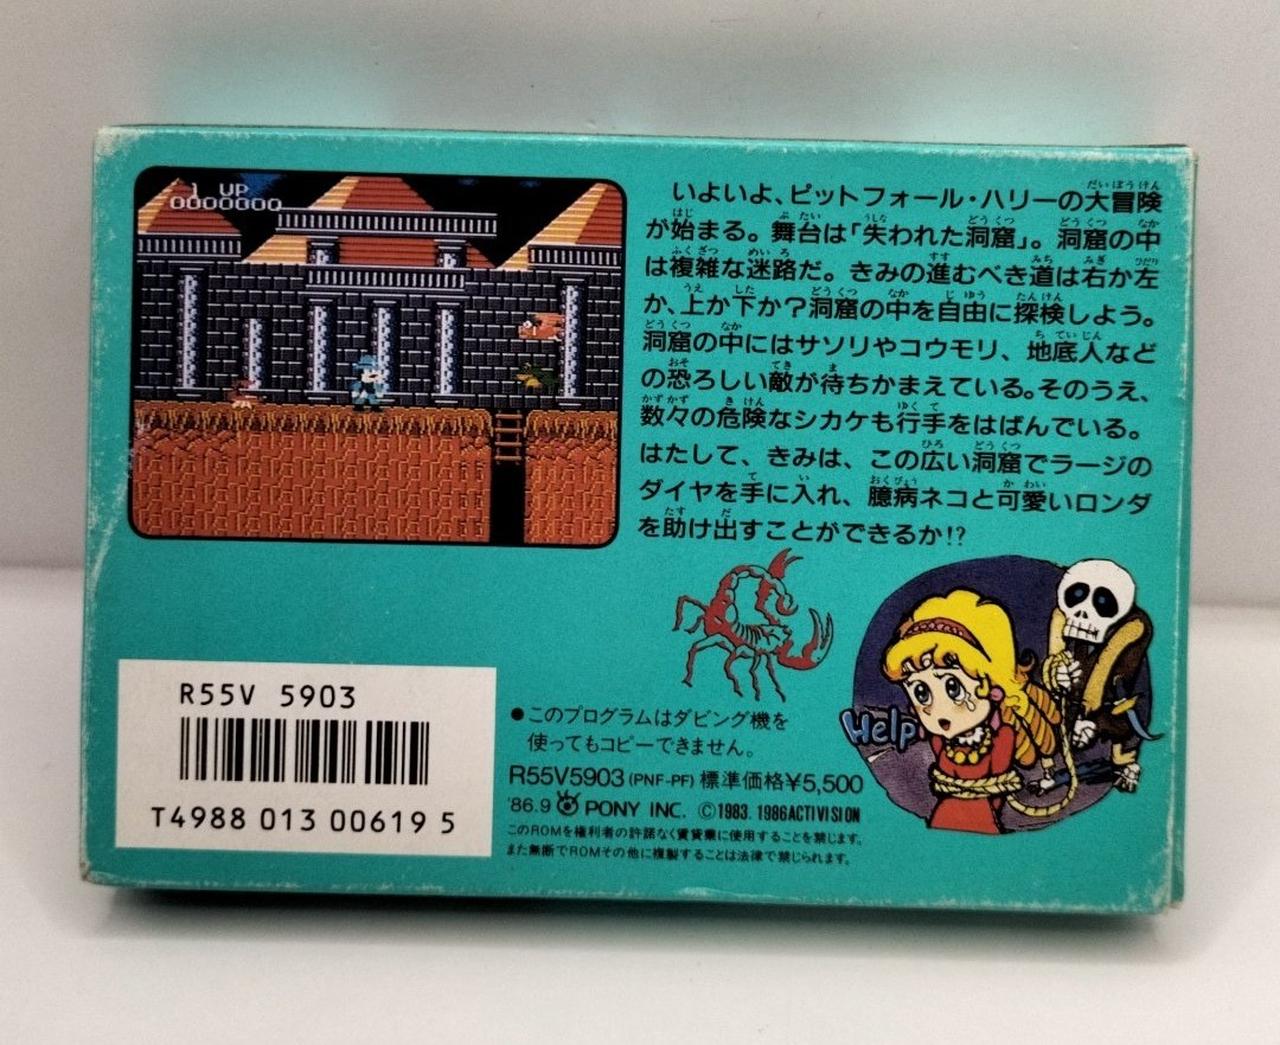 1 UP
0000000
いよいよ、ピットフォール・ハリーの大冒険
が始まる。舞台は「失われた洞窟」。洞窟の中
は複雑な迷路だ。きみの進むべき道は右か左
か、上か下か？洞窟の中を自由に探検しよう。
洞窟の中にはサソリやコウモリ、地底人など
の恐ろしい敵が待ちかまえている。そのうえ、
数々の危険なシカケも行手をはばんでいる。
はたして、きみは、この広い洞窟でラージの
ダイヤを手に入れ、臆病ネコと可愛いロンダ
を助け出すことができるか!?
Help
R55V 5903
T4988 013 00619 5
●このプログラムはダビング機を
使ってもコピーできません。
R55V5903 (PNF-PF) 標準価格¥5,500
'86.9 PONY INC. ©1983. 1986 ACTIVISION
このROMを権利者の許諾なく賃貸業に使用することを禁じます。
また無断でROMその他に複製することは法律で禁じられます。